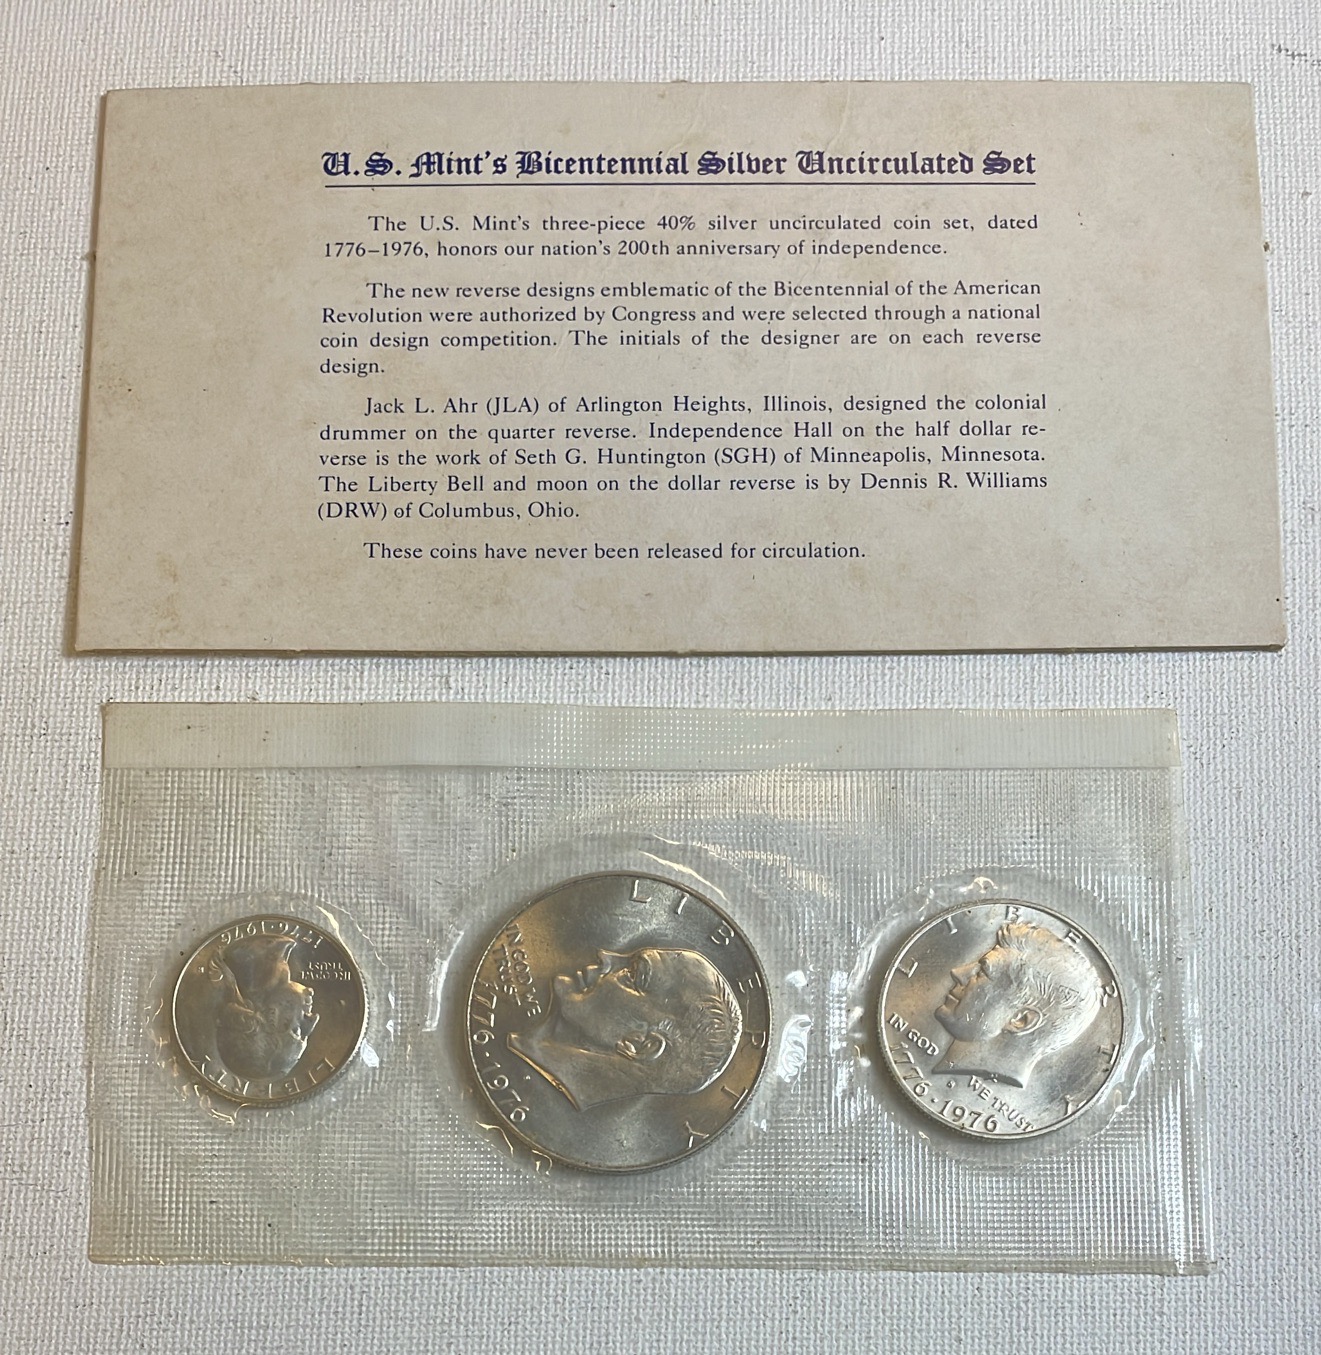 U.S. Mint's Bicentennial Silver Uncirculated Set
The U.S. Mint's three-piece 40% silver uncirculated coin set, dated
1776–1976, honors our nation's 200th anniversary of independence.
The new reverse designs emblematic of the Bicentennial of the American
Revolution were authorized by Congress and were selected through a national
coin design competition. The initials of the designer are on each reverse
design.
Jack L. Ahr (JLA) of Arlington Heights, Illinois, designed the colonial
drummer on the quarter reverse. Independence Hall on the half dollar re-
verse is the work of Seth G. Huntington (SGH) of Minneapolis, Minnesota.
The Liberty Bell and moon on the dollar reverse is by Dennis R. Williams
(DRW) of Columbus, Ohio.
These coins have never been released for circulation.
1776·1976
IN GOD WE
TRUST
LIBERTY
LIBERTY
IN GOD WE
TRUST
1776·1976
LIBERTY
IN GOD
WE TRUST
1776·1976